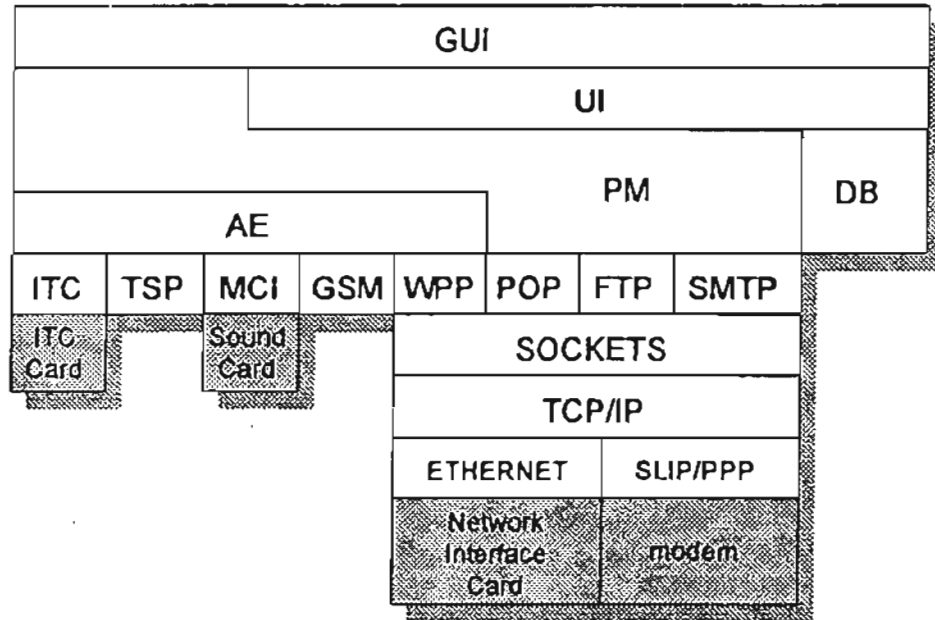 GUI
UI
PM
DB
AE
ITC
TSP
MCI
GSM
WPP
POP
FTP
SMTP
ITC
Card
Sound
Card
SOCKETS
TCP/IP
ETHERNET
SLIP/PPP
Network
Interface
Card
modem